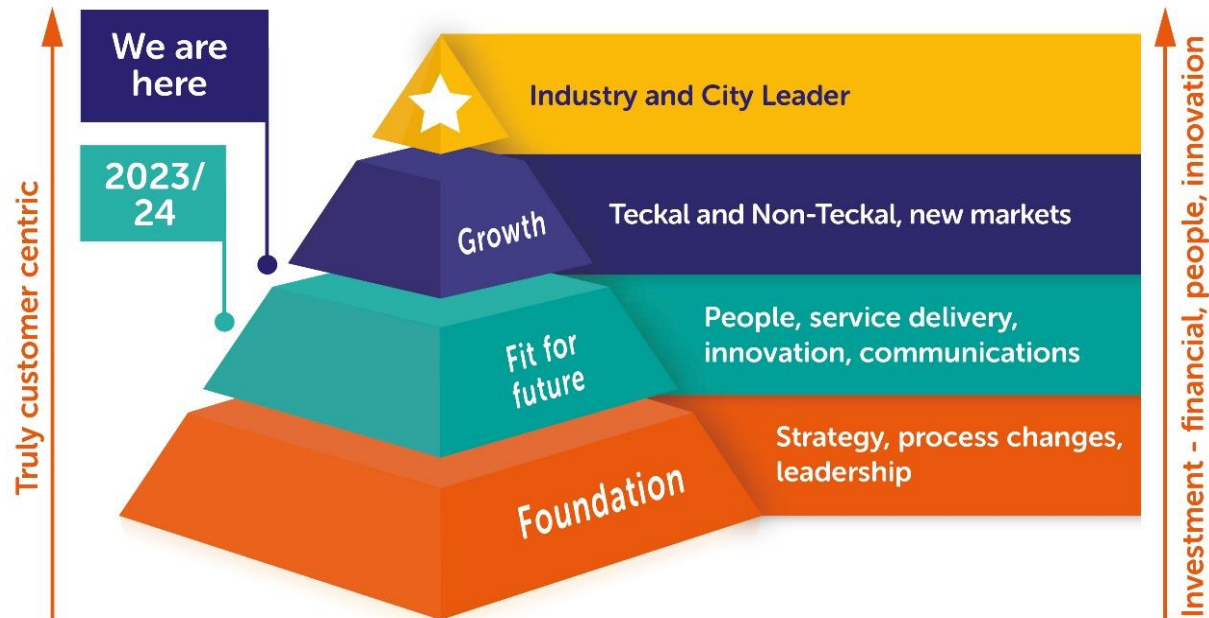 We are
here
2023/
24
Truly customer centric
Industry and City Leader
Growth
Teckal and Non-Teckal, new markets
Fit for
future
People, service delivery,
innovation, communications
Foundation
Strategy, process changes,
leadership
Investment - financial, people, innovation